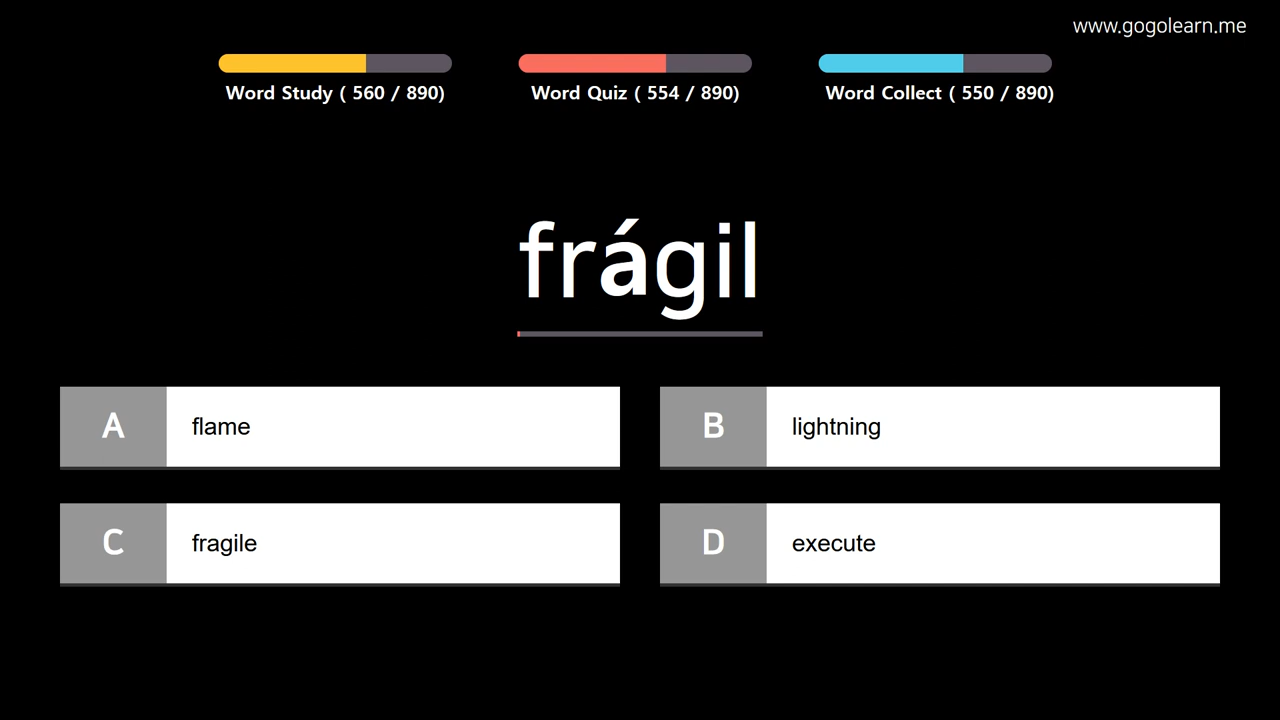 www.gogolearn.me
Word Study ( 560 / 890)
Word Quiz ( 554 / 890)
Word Collect ( 550 / 890)
frágil
A flame
B lightning
C fragile
D execute